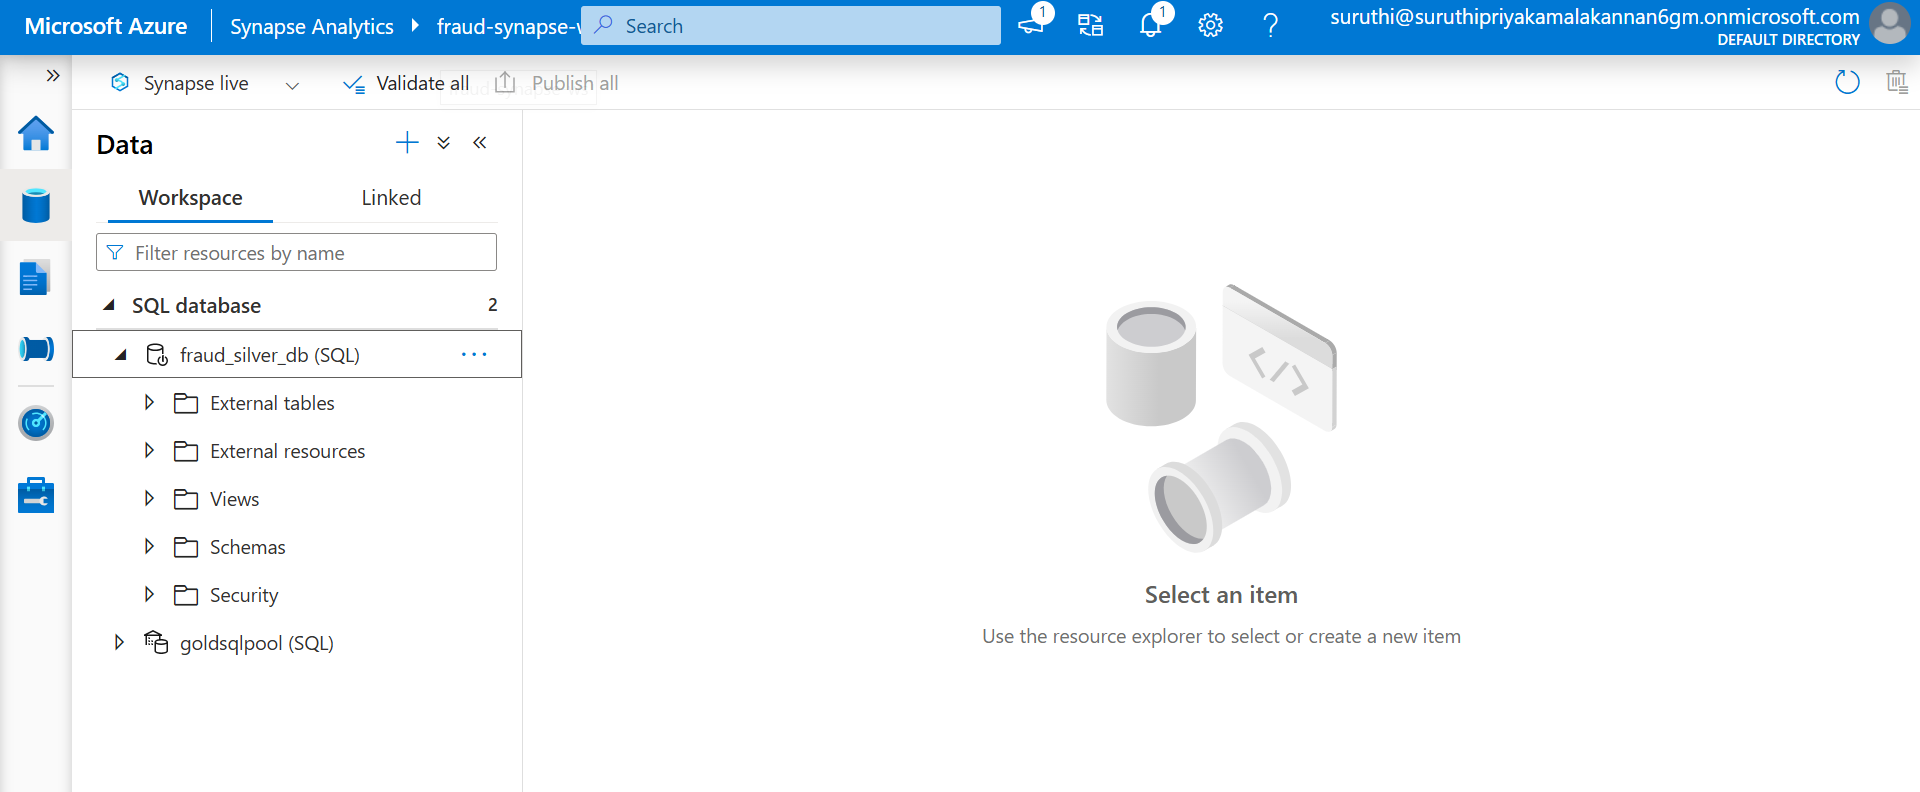 Microsoft Azure
Synapse Analytics
fraud-synapse-
Search
1
1
suruthi@suruthipriyakamalakannan6gm.onmicrosoft.com
DEFAULT DIRECTORY
Synapse live
Validate all
Publish all
Data
Workspace
Linked
Filter resources by name
SQL database 2
fraud_silver_db (SQL)
External tables
External resources
Views
Schemas
Security
goldsqlpool (SQL)
Select an item
Use the resource explorer to select or create a new item